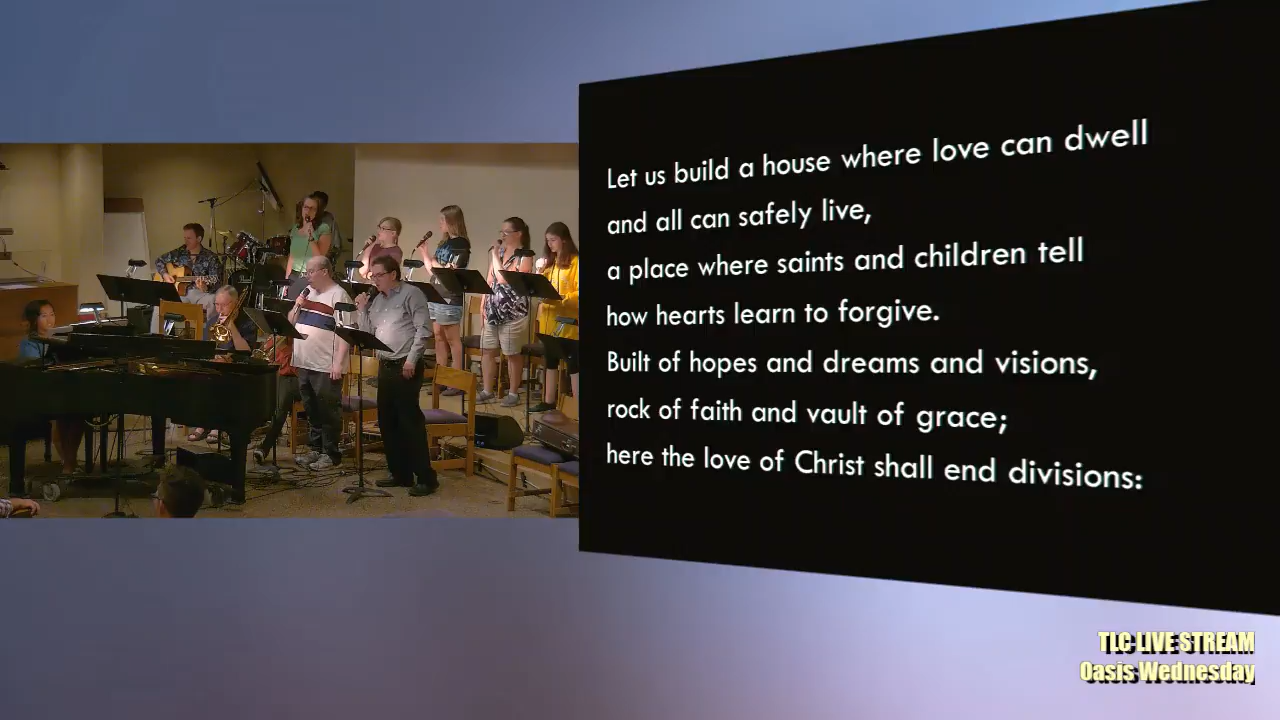 Let us build a house where love can dwell
and all can safely live,
a place where saints and children tell
how hearts learn to forgive.
Built of hopes and dreams and visions,
rock of faith and vault of grace;
here the love of Christ shall end divisions:
TLC LIVE STREAM
Oasis Wednesday